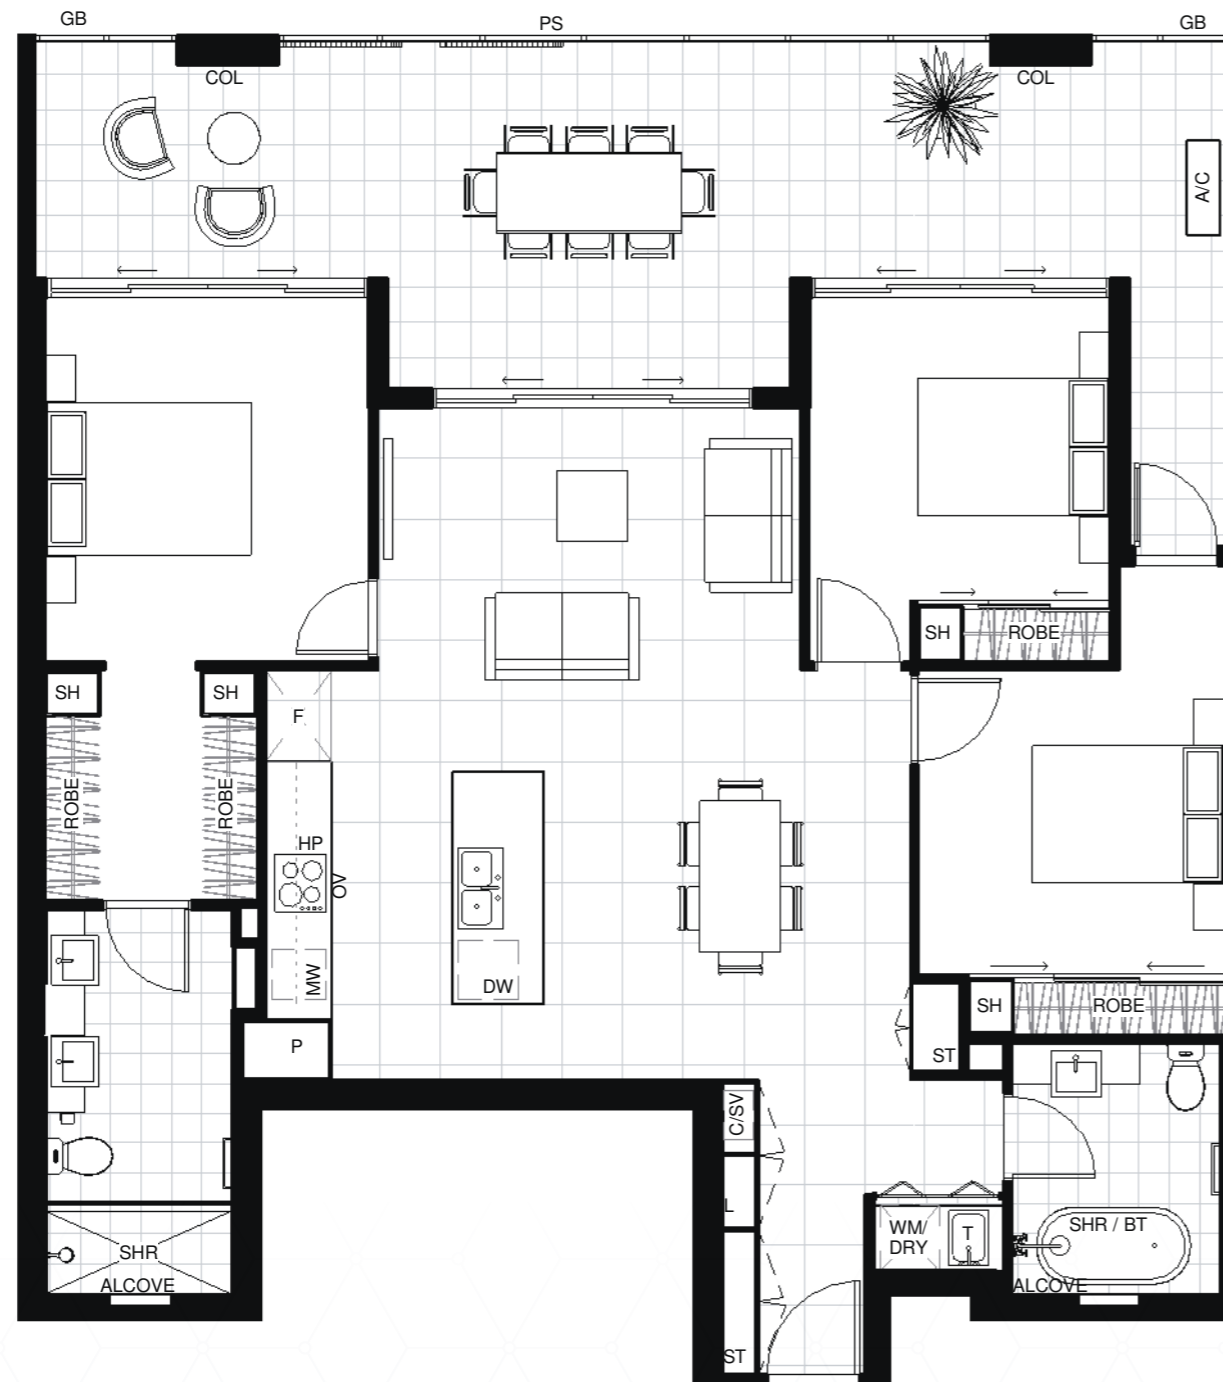 GB
PS
GB
COL
COL
A/C
SH
ROBE
SH
SH
F
ROBE
ROBE
HP
OV
MW
DW
P
SH
ROBE
ST
C/SV
L
WM/
DRY
T
SHR / BT
SHR
ALCOVE
ALCOVE
ST